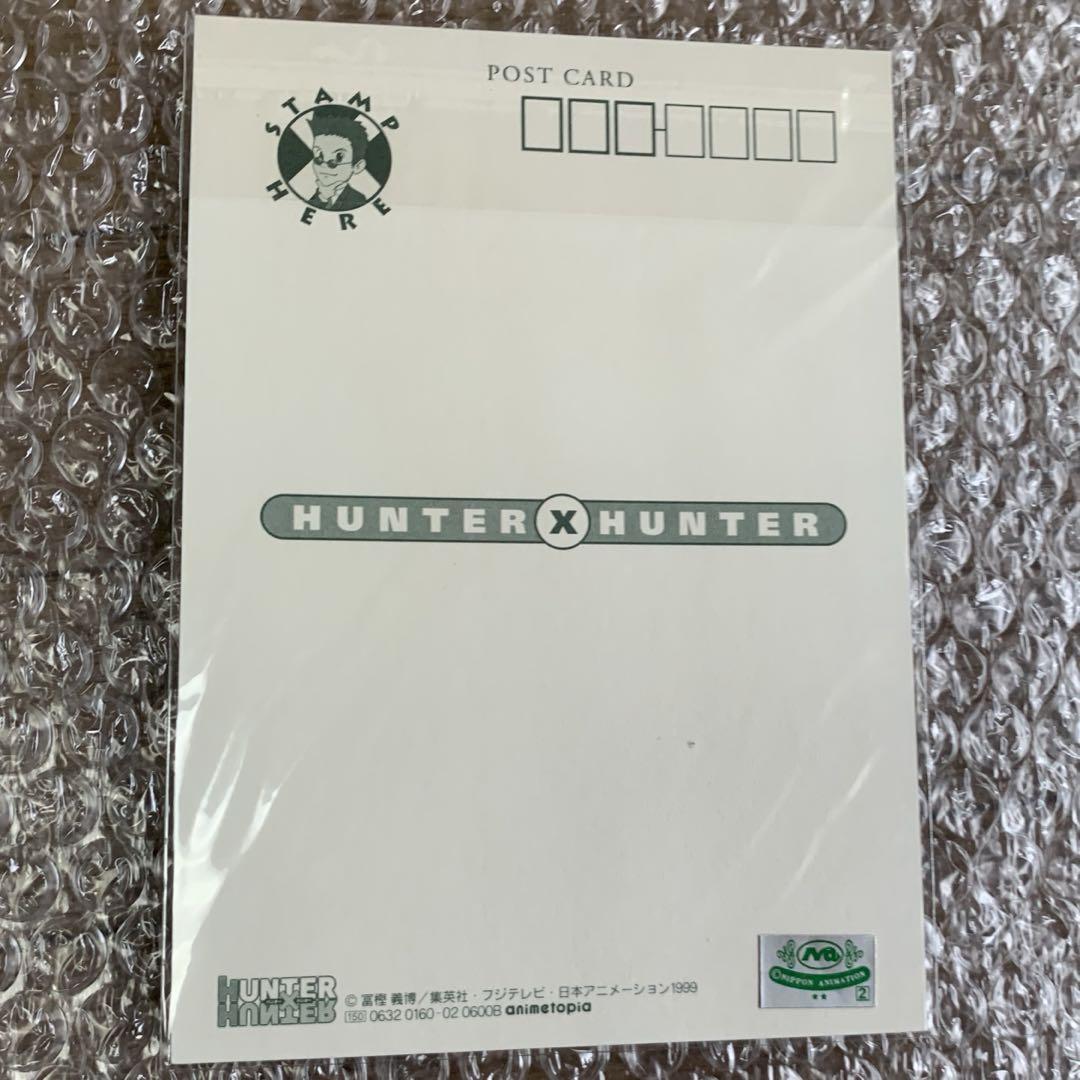 POST CARD
STAMP
HERE
HUNTER X HUNTER
HUNTER
×
HUNTER
© 冨樫 義博／集英社・フジテレビ・日本アニメーション1999
150 0632 0160-02 0600B animetopia
NA
©NIPPON ANIMATION
★★ 2